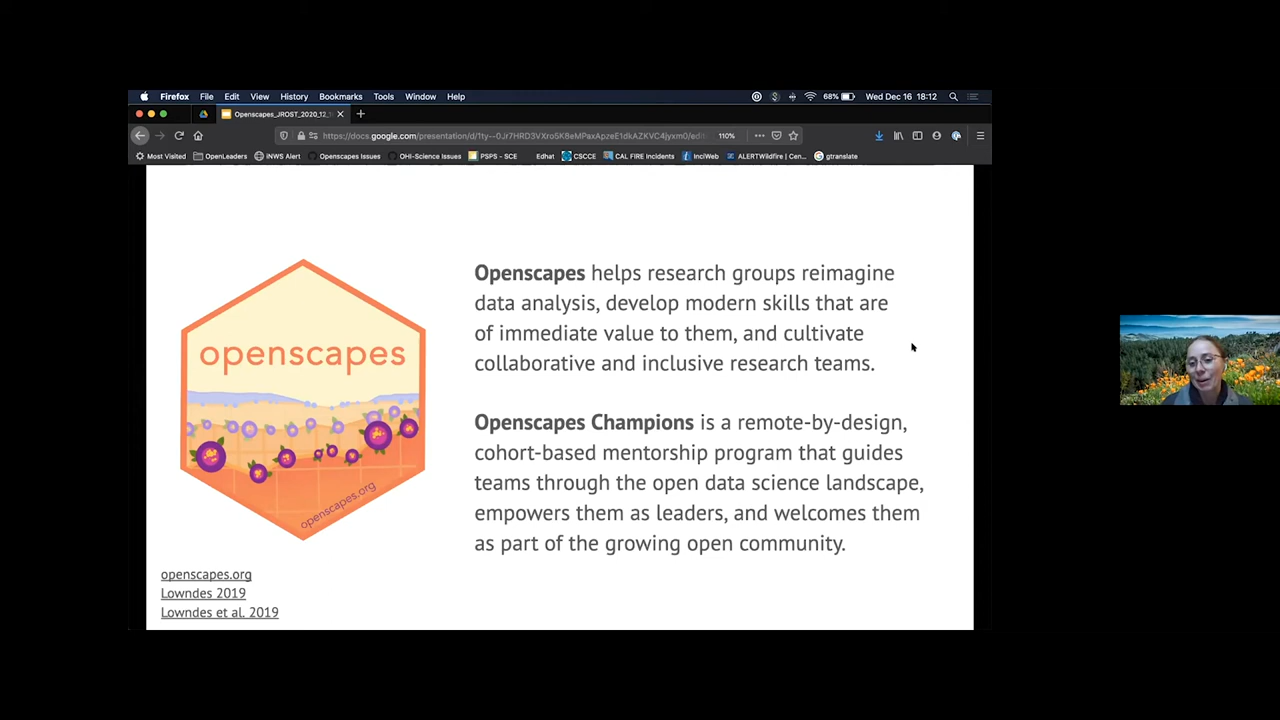 Firefox File Edit View History Bookmarks Tools Window Help 68% Wed Dec 16 18:12
Openscapes_JROST_2020_12_1
110%
Most Visited OpenLeaders INWS Alert Openscapes Issues OHI-Science Issues PSPS - SCE Edhat CSCCE CAL FIRE Incidents InciWeb ALERTWildfire | Cen... gtranslate
Openscapes helps research groups reimagine
data analysis, develop modern skills that are
of immediate value to them, and cultivate
collaborative and inclusive research teams.
openscapes
Openscapes Champions is a remote-by-design,
cohort-based mentorship program that guides
teams through the open data science landscape,
empowers them as leaders, and welcomes them
as part of the growing open community.
openscapes.org
openscapes.org
Lowndes 2019
Lowndes et al. 2019